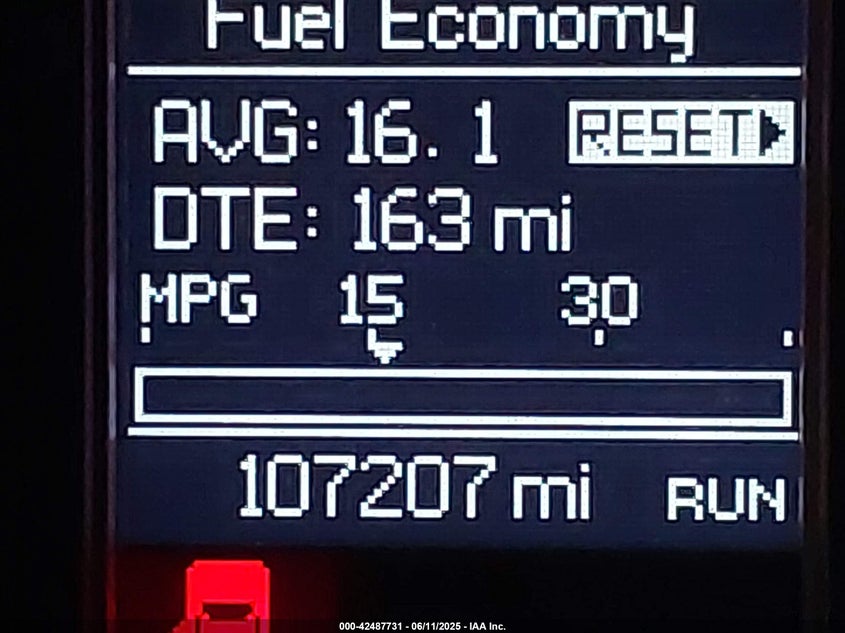 Fuel Economy
AVG: 16.1 RESET
DTE: 163 mi
MPG 15 30
107207 mi RUN
000-42487731 - 06/11/2025 - IAA Inc.